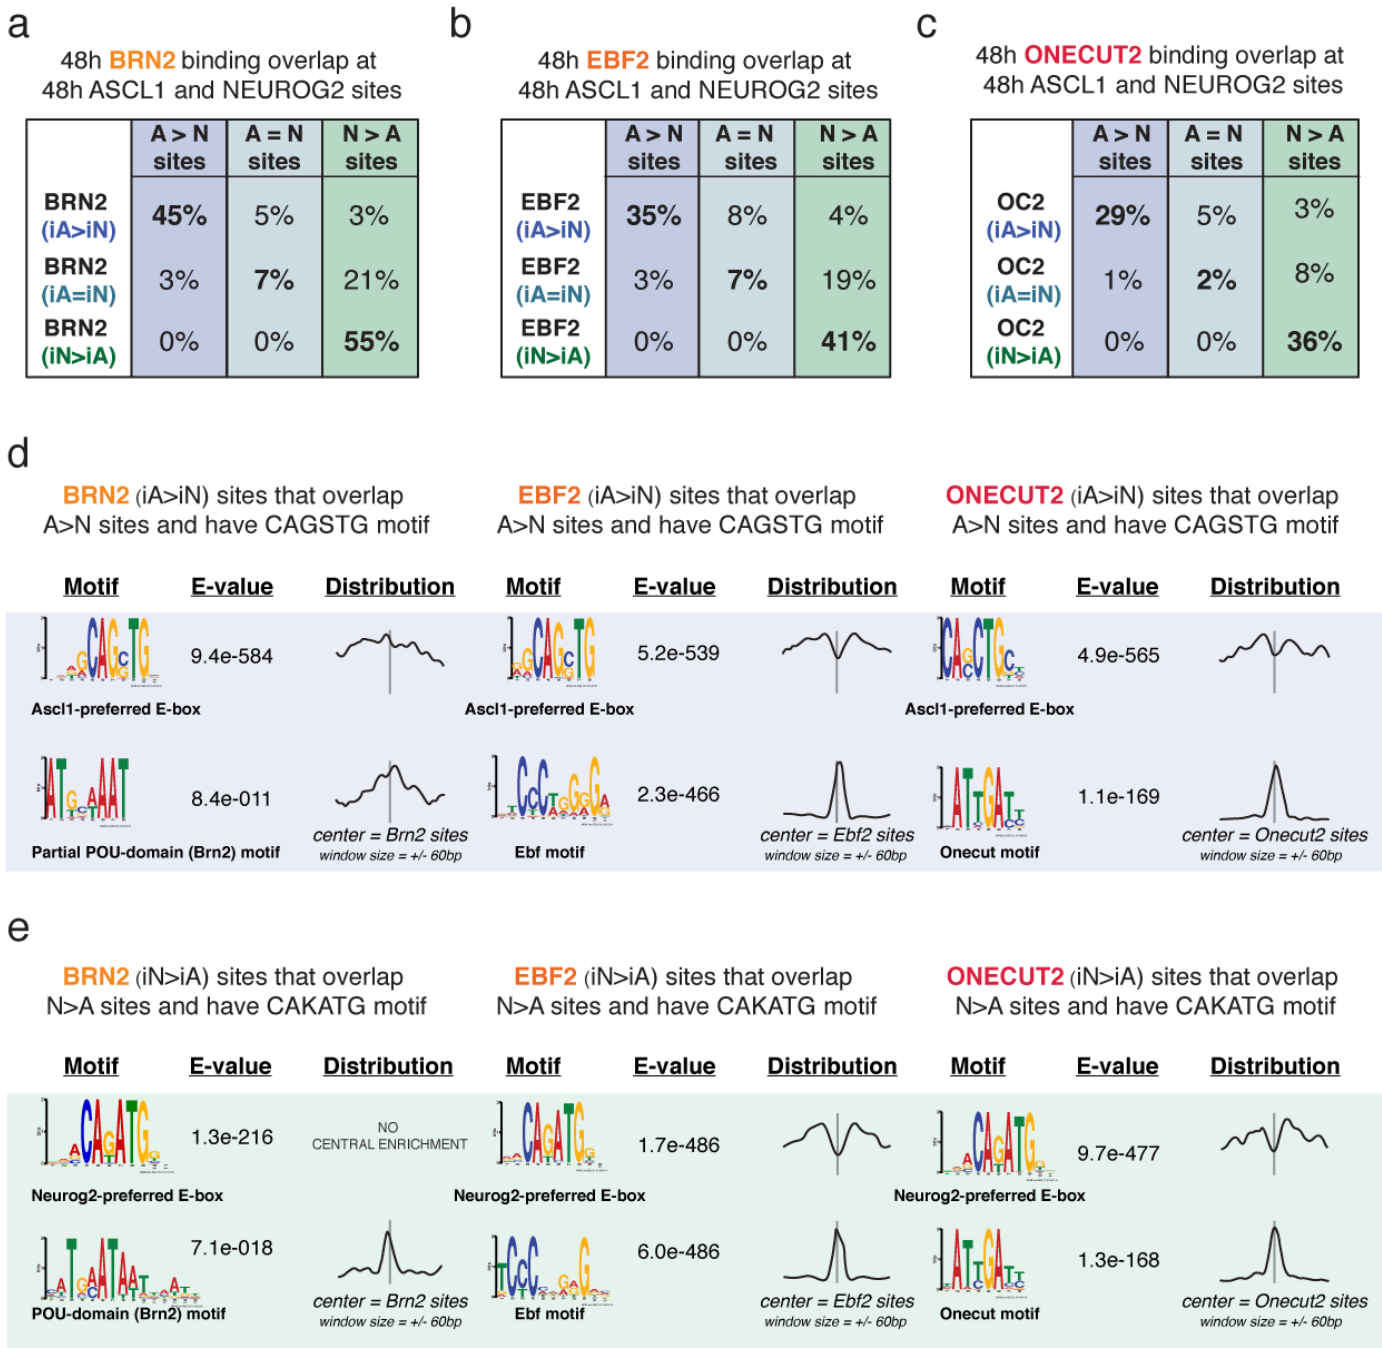 a
48h BRN2 binding overlap at
48h ASCL1 and NEUROG2 sites
A > N sites
A = N sites
N > A sites
BRN2 (iA>iN) 45% 5% 3%
BRN2 (iA=iN) 3% 7% 21%
BRN2 (iN>iA) 0% 0% 55%
b
48h EBF2 binding overlap at
48h ASCL1 and NEUROG2 sites
A > N sites
A = N sites
N > A sites
EBF2 (iA>iN) 35% 8% 4%
EBF2 (iA=iN) 3% 7% 19%
EBF2 (iN>iA) 0% 0% 41%
c
48h ONECUT2 binding overlap at
48h ASCL1 and NEUROG2 sites
A > N sites
A = N sites
N > A sites
OC2 (iA>iN) 29% 5% 3%
OC2 (iA=iN) 1% 2% 8%
OC2 (iN>iA) 0% 0% 36%
d
BRN2 (iA>iN) sites that overlap
A>N sites and have CAGSTG motif
Motif E-value Distribution
9.4e-584
Ascl1-preferred E-box
8.4e-011
Partial POU-domain (Brn2) motif
center = Brn2 sites
window size = +/- 60bp
EBF2 (iA>iN) sites that overlap
A>N sites and have CAGSTG motif
Motif E-value Distribution
5.2e-539
Ascl1-preferred E-box
2.3e-466
Ebf motif
center = Ebf2 sites
window size = +/- 60bp
ONECUT2 (iA>iN) sites that overlap
A>N sites and have CAGSTG motif
Motif E-value Distribution
4.9e-565
Ascl1-preferred E-box
1.1e-169
Onecut motif
center = Onecut2 sites
window size = +/- 60bp
e
BRN2 (iN>iA) sites that overlap
N>A sites and have CAKATG motif
Motif E-value Distribution
1.3e-216
NO
CENTRAL ENRICHMENT
Neurog2-preferred E-box
7.1e-018
POU-domain (Brn2) motif
center = Brn2 sites
window size = +/- 60bp
EBF2 (iN>iA) sites that overlap
N>A sites and have CAKATG motif
Motif E-value Distribution
1.7e-486
Neurog2-preferred E-box
6.0e-486
Ebf motif
center = Ebf2 sites
window size = +/- 60bp
ONECUT2 (iN>iA) sites that overlap
N>A sites and have CAKATG motif
Motif E-value Distribution
9.7e-477
Neurog2-preferred E-box
1.3e-168
Onecut motif
center = Onecut2 sites
window size = +/- 60bp